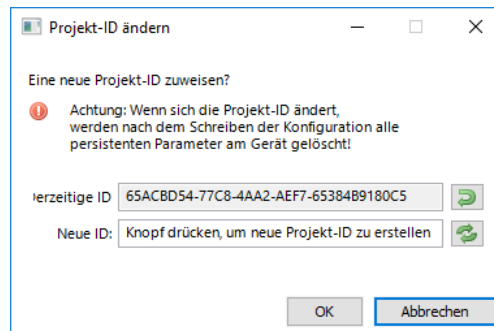 Projekt-ID ändern
Eine neue Projekt-ID zuweisen?
Achtung: Wenn sich die Projekt-ID ändert,
werden nach dem Schreiben der Konfiguration alle
persistenten Parameter am Gerät gelöscht!
erzeitige ID 65ACBD54-77C8-4AA2-AEF7-65384B9180C5
Neue ID: Knopf drücken, um neue Projekt-ID zu erstellen
OK Abbrechen